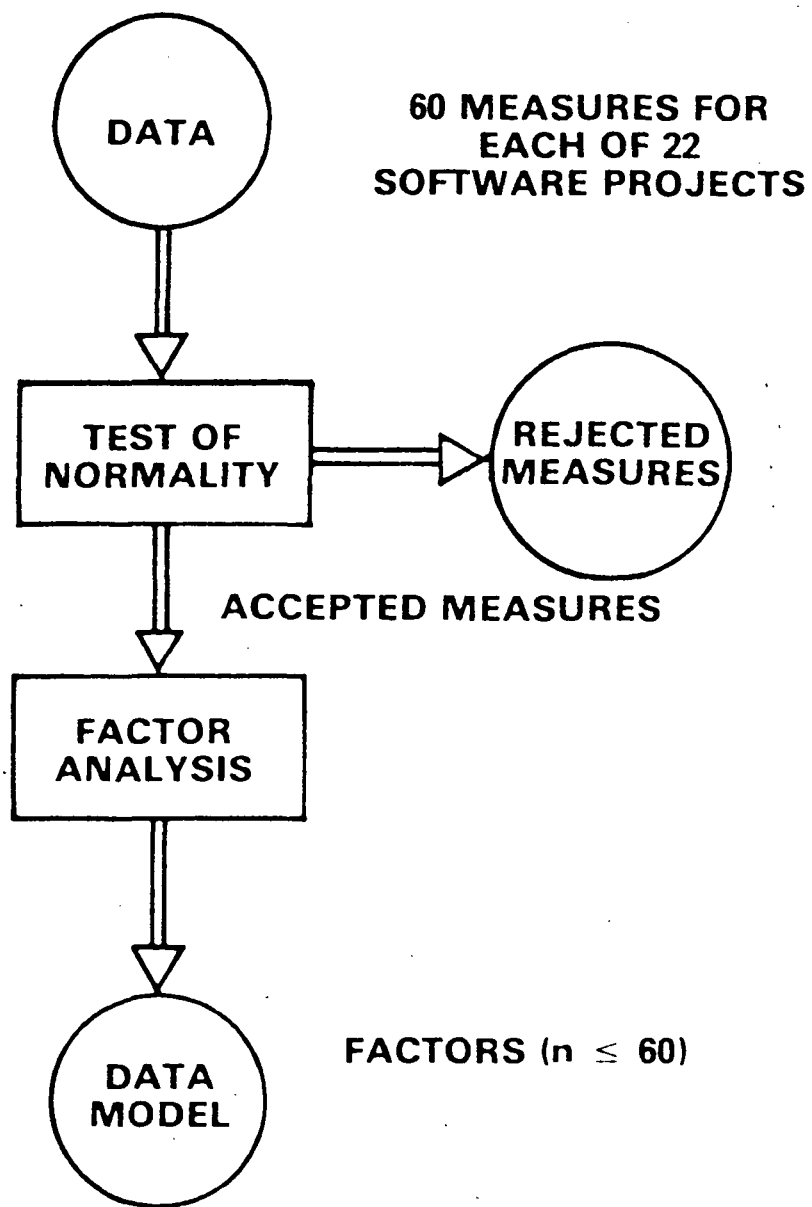 DATA
60 MEASURES FOR
EACH OF 22
SOFTWARE PROJECTS
TEST OF
NORMALITY
REJECTED
MEASURES
ACCEPTED MEASURES
FACTOR
ANALYSIS
DATA
MODEL
FACTORS (n ≤ 60)